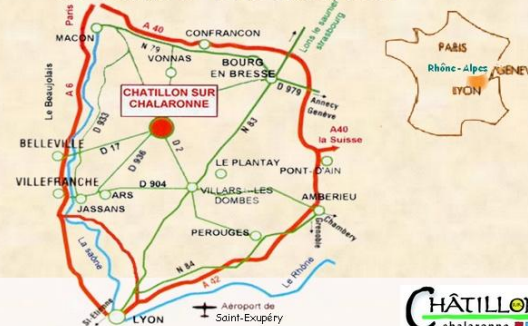 Paris
A 40
CONFRANCON
Lons le saunier
strasbourg
MACON
N 79
VONNAS
BOURG
EN BRESSE
Le Beaujolais
A 6
CHATILLON SUR
CHALARONNE
D 979
Annecy
Genève
D 933
N 83
A40
la Suisse
BELLEVILLE
D 17
D 936
D 2
LE PLANTAY
PONT-D'AIN
VILLEFRANCHE
ARS
D 904
VILLARS-LES
DOMBES
AMBERIEU
JASSANS
Chambery
Grenoble
PEROUGES
La saône
N 84
A 42
Le Rhône
St Etienne
LYON
Aéroport de
Saint-Exupéry
PARIS
Rhône-Alpes
GENEV
LYON
CHÂTILLO
chalaronne